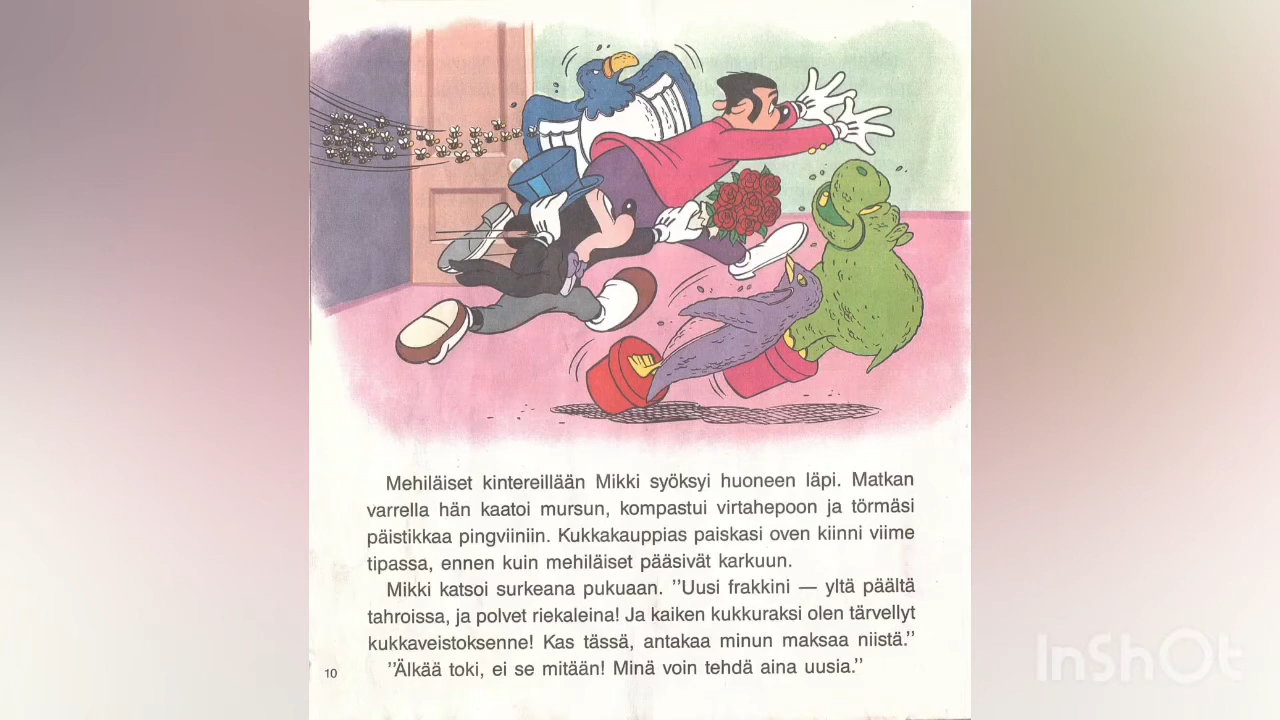 Mehiläiset kintereillään Mikki syöksyi huoneen läpi. Matkan
varrella hän kaatoi mursun, kompastui virtahepoon ja törmäsi
päistikkaa pingviiniin. Kukkakauppias paiskasi oven kiinni viime
tipassa, ennen kuin mehiläiset pääsivät karkuun.
Mikki katsoi surkeana pukuaan. ”Uusi frakkini — yltä päältä
tahroissa, ja polvet riekaleina! Ja kaiken kukkuraksi olen tärvellyt
kukkaveistoksenne! Kas tässä, antakaa minun maksaa niistä.”
”Älkää toki, ei se mitään! Minä voin tehdä aina uusia.”
10
InShOt